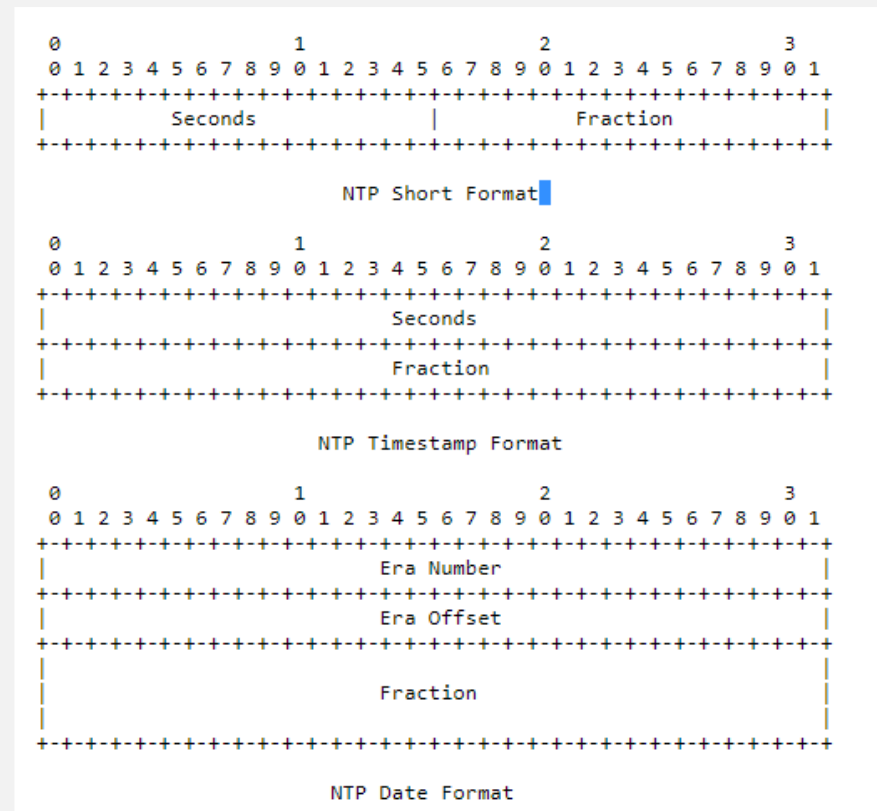 0                   1                   2                   3
0 1 2 3 4 5 6 7 8 9 0 1 2 3 4 5 6 7 8 9 0 1 2 3 4 5 6 7 8 9 0 1
+-+-+-+-+-+-+-+-+-+-+-+-+-+-+-+-+-+-+-+-+-+-+-+-+-+-+-+-+-+-+-+-+
|          Seconds              |           Fraction            |
+-+-+-+-+-+-+-+-+-+-+-+-+-+-+-+-+-+-+-+-+-+-+-+-+-+-+-+-+-+-+-+-+
NTP Short Format
0                   1                   2                   3
0 1 2 3 4 5 6 7 8 9 0 1 2 3 4 5 6 7 8 9 0 1 2 3 4 5 6 7 8 9 0 1
+-+-+-+-+-+-+-+-+-+-+-+-+-+-+-+-+-+-+-+-+-+-+-+-+-+-+-+-+-+-+-+-+
|                            Seconds                            |
+-+-+-+-+-+-+-+-+-+-+-+-+-+-+-+-+-+-+-+-+-+-+-+-+-+-+-+-+-+-+-+-+
|                            Fraction                           |
+-+-+-+-+-+-+-+-+-+-+-+-+-+-+-+-+-+-+-+-+-+-+-+-+-+-+-+-+-+-+-+-+
NTP Timestamp Format
0                   1                   2                   3
0 1 2 3 4 5 6 7 8 9 0 1 2 3 4 5 6 7 8 9 0 1 2 3 4 5 6 7 8 9 0 1
+-+-+-+-+-+-+-+-+-+-+-+-+-+-+-+-+-+-+-+-+-+-+-+-+-+-+-+-+-+-+-+-+
|                           Era Number                          |
+-+-+-+-+-+-+-+-+-+-+-+-+-+-+-+-+-+-+-+-+-+-+-+-+-+-+-+-+-+-+-+-+
|                           Era Offset                          |
+-+-+-+-+-+-+-+-+-+-+-+-+-+-+-+-+-+-+-+-+-+-+-+-+-+-+-+-+-+-+-+-+
|                                                               |
|                           Fraction                            |
|                                                               |
+-+-+-+-+-+-+-+-+-+-+-+-+-+-+-+-+-+-+-+-+-+-+-+-+-+-+-+-+-+-+-+-+
NTP Date Format